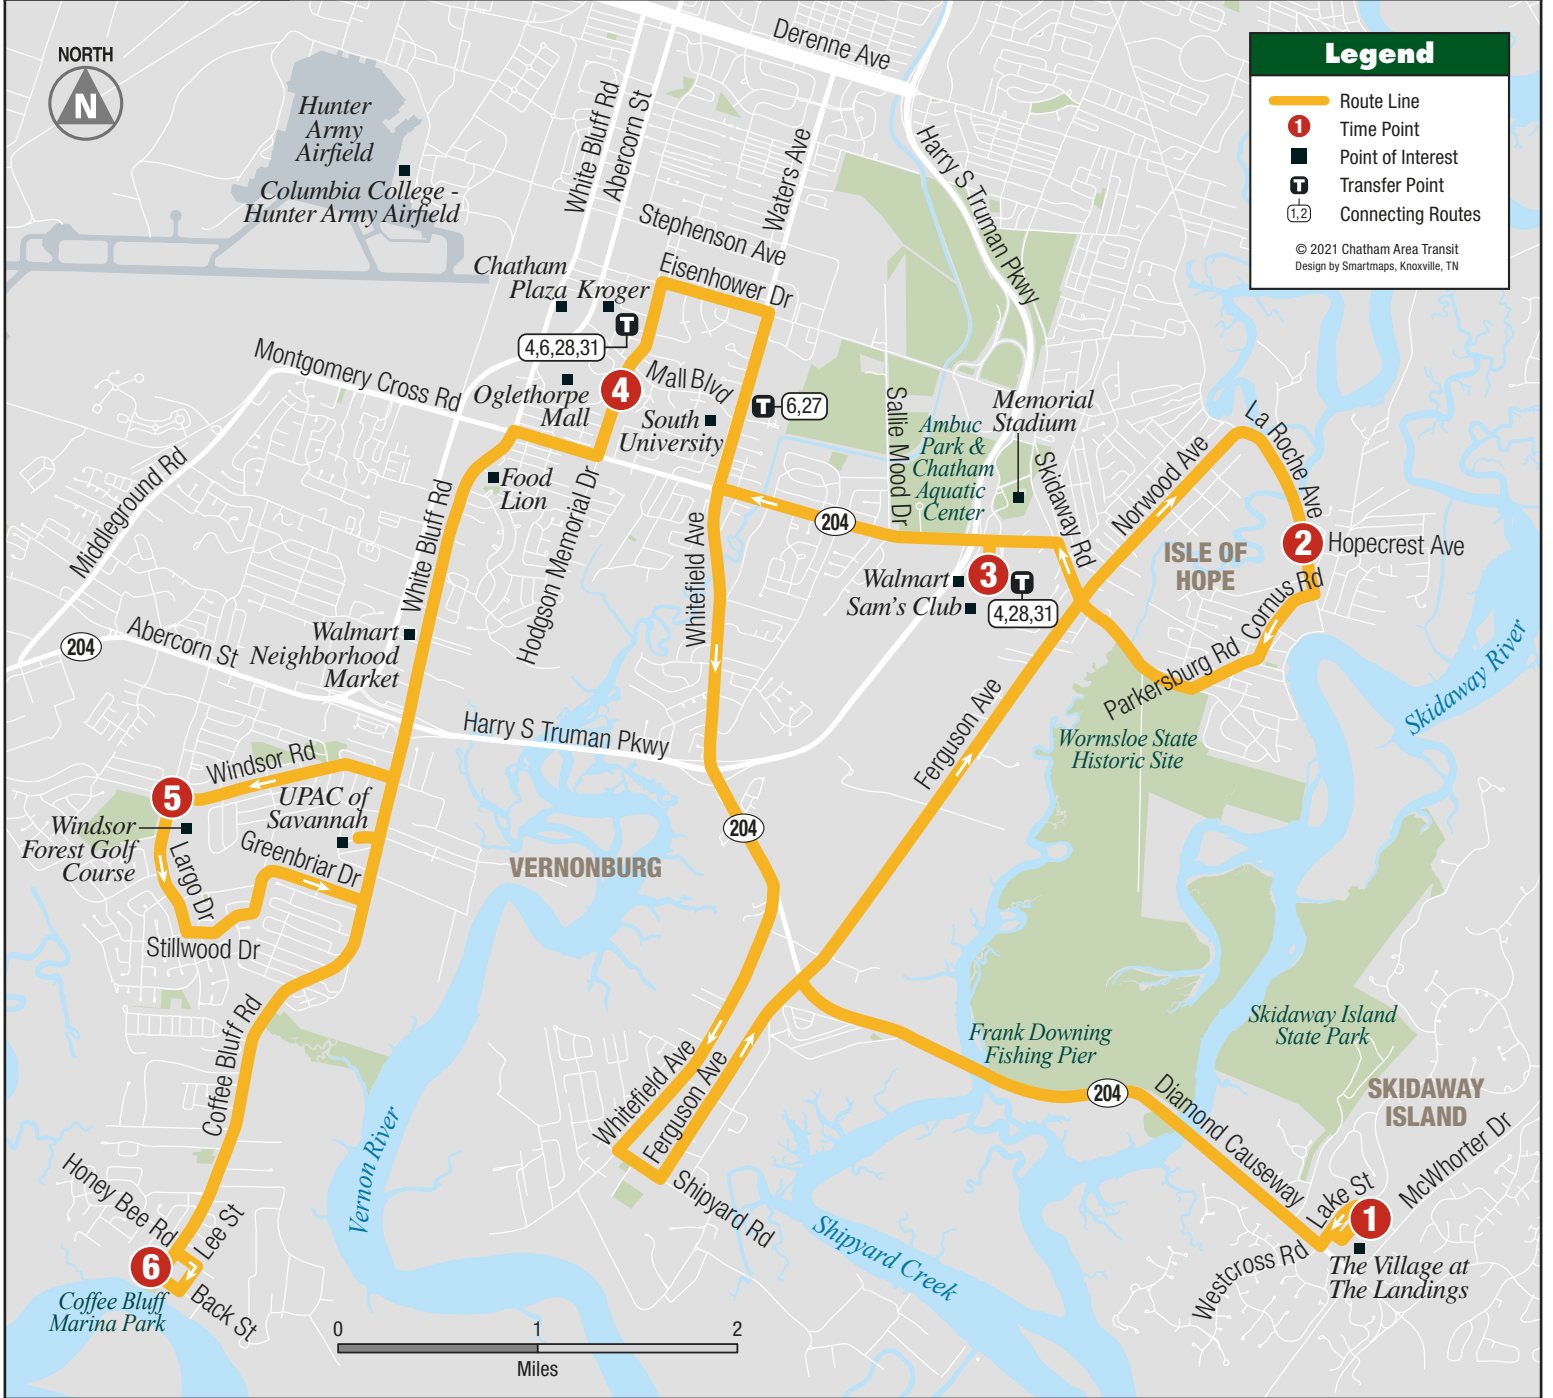 NORTH
N
Hunter
Army
Airfield
Columbia College -
Hunter Army Airfield
Derenne Ave
White Bluff Rd
Abercorn St
Waters Ave
Harry S Truman Pkwy
Stephenson Ave
Eisenhower Dr
Legend
Route Line
1
Time Point
Point of Interest
T
Transfer Point
1,2
Connecting Routes
© 2021 Chatham Area Transit
Design by Smartmaps, Knoxville, TN
Chatham
Plaza
Kroger
T
4,6,28,31
Montgomery Cross Rd
Oglethorpe
Mall
4
Mall Blvd
South
University
T
6,27
Sallie Mood Dr
Ambuc
Park &
Chatham
Aquatic
Center
Memorial
Stadium
Skidaway Rd
Norwood Ave
La Roche Ave
Middleground Rd
Food
Lion
White Bluff Rd
Hodgson Memorial Dr
Whitefield Ave
204
2
Hopecrest Ave
ISLE OF
HOPE
Cornus Rd
Walmart
3
T
Sam's Club
4,28,31
204
Abercorn St
Walmart
Neighborhood
Market
Parkersburg Rd
Skidaway River
Harry S Truman Pkwy
Ferguson Ave
Wormsloe State
Historic Site
Windsor Rd
5
UPAC of
Savannah
Windsor
Forest Golf
Course
Largo Dr
Greenbriar Dr
Stillwood Dr
204
VERNONBURG
Coffee Bluff Rd
Whitefield Ave
Ferguson Ave
Frank Downing
Fishing Pier
Skidaway Island
State Park
204
Diamond Causeway
SKIDAWAY
ISLAND
McWhorter Dr
Vernon River
Honey Bee Rd
Lee St
6
Back St
Coffee Bluff
Marina Park
Shipyard Rd
Shipyard Creek
Lake St
1
Westcross Rd
The Village at
The Landings
0 1 2
Miles